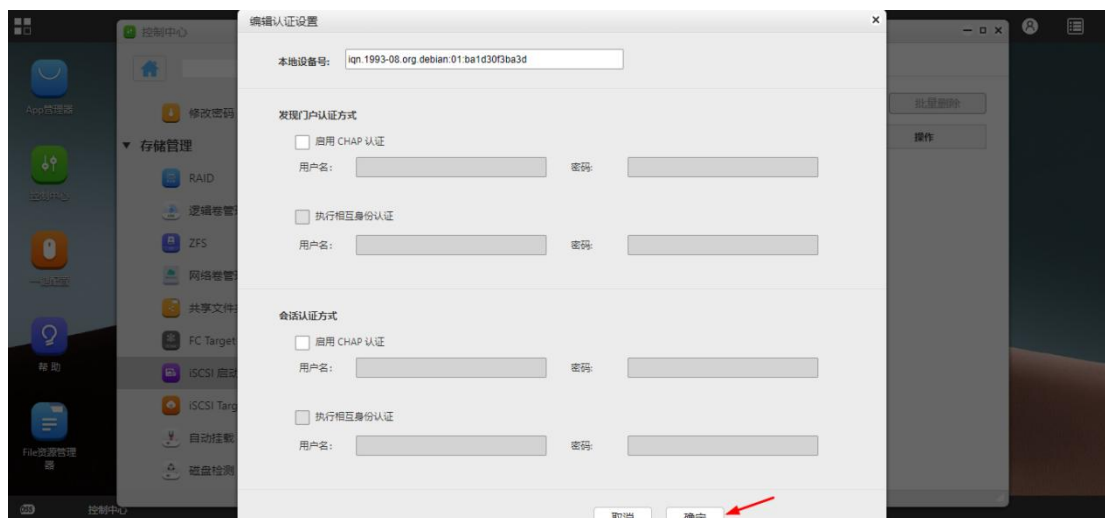 编辑认证设置
控制中心
本地设备号:
iqn.1993-08.org.debian:01:ba1d30f3ba3d
App管理器
修改密码
批量删除
发现门户认证方式
操作
启用 CHAP 认证
存储管理
用户名:
密码:
RAID
控制中心
逻辑卷管
执行相互身份认证
ZFS
用户名:
密码:
网络卷管
共享文件
会话认证方式
FC Target
启用 CHAP 认证
帮 助
iSCSI 启
用户名:
密码:
iSCSI Targ
执行相互身份认证
自动挂载
用户名:
密码:
File资源管理
器
磁盘检测
控制中心
取消
确定